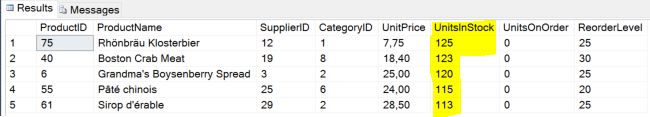 Results Messages
ProductID ProductName SupplierID CategoryID UnitPrice UnitsInStock UnitsOnOrder ReorderLevel
1 75 Rhönbräu Klosterbier 12 1 7,75 125 0 25
2 40 Boston Crab Meat 19 8 18,40 123 0 30
3 6 Grandma's Boysenberry Spread 3 2 25,00 120 0 25
4 55 Pâté chinois 25 6 24,00 115 0 20
5 61 Sirop d'érable 29 2 28,50 113 0 25